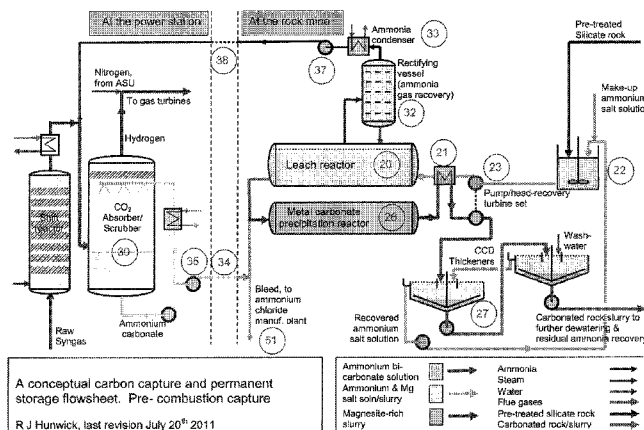 At the power station
At the rock mine
Ammonia
condenser
33
Pre-treated
Silicate rock
38
37
Nitrogen,
from ASU
To gas turbines
Rectifying
vessel
(ammonia
gas recovery)
32
Make-up
ammonium
salt solution
Hydrogen
21
23
Leach reactor
20
22
Pump/head-recovery
turbine set
Shift
reactor
CO2
Absorber/
Scrubber
30
Metal carbonate
precipitation reactor
26
Wash-
water
CCD
Thickeners
35
34
27
Bleed, to
ammonium
chloride
manuf. plant
51
Ammonium
carbonate
Raw
Syngas
Recovered
ammonium
salt solution
Carbonated rock slurry to
further dewatering &
residual ammonia recovery
A conceptual carbon capture and permanent
storage flowsheet. Pre- combustion capture
R J Hunwick, last revision July 20th 2011
Ammonium bi-
carbonate solution
Ammonium & Mg
salt soln/slurry
Magnesite-rich
slurry
Ammonia
Steam
Water
Flue gases
Pre-treated silicate rock
Carbonated rock/slurry